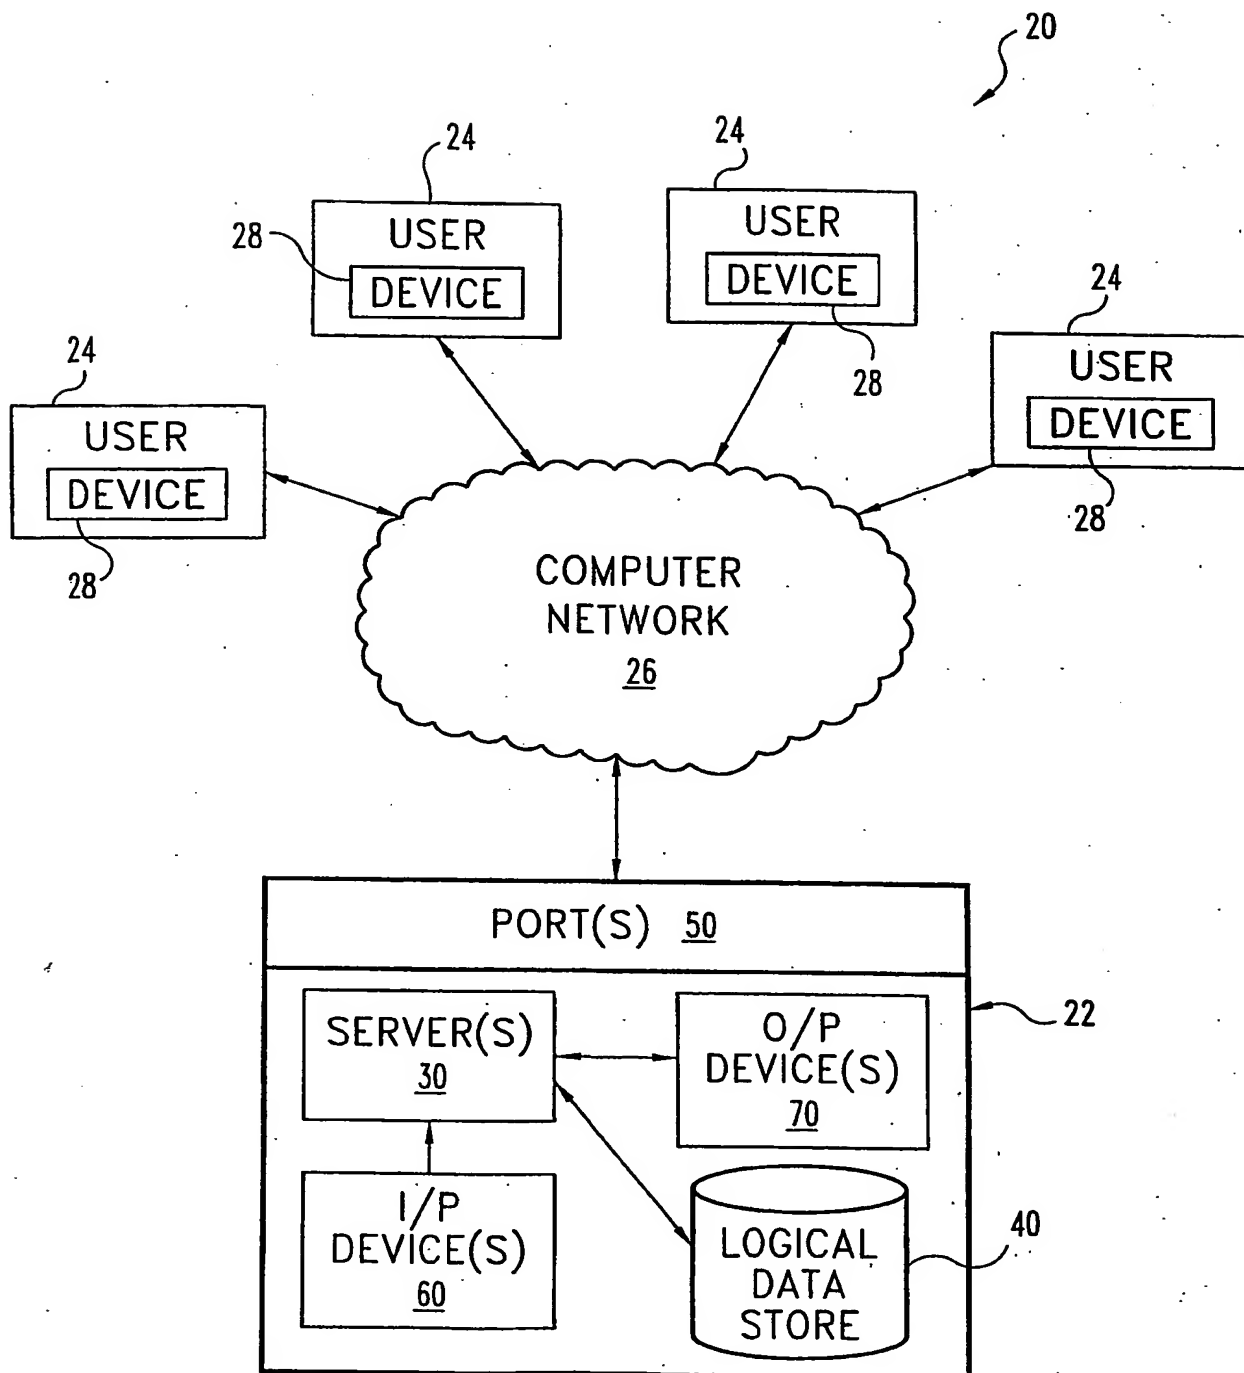 20
24
USER
28
DEVICE
24
USER
DEVICE
28
24
USER
DEVICE
28
24
USER
DEVICE
28
COMPUTER
NETWORK
26
PORT(S) 50
22
SERVER(S)
30
O/P
DEVICE(S)
70
I/P
DEVICE(S)
60
LOGICAL
DATA
STORE
40